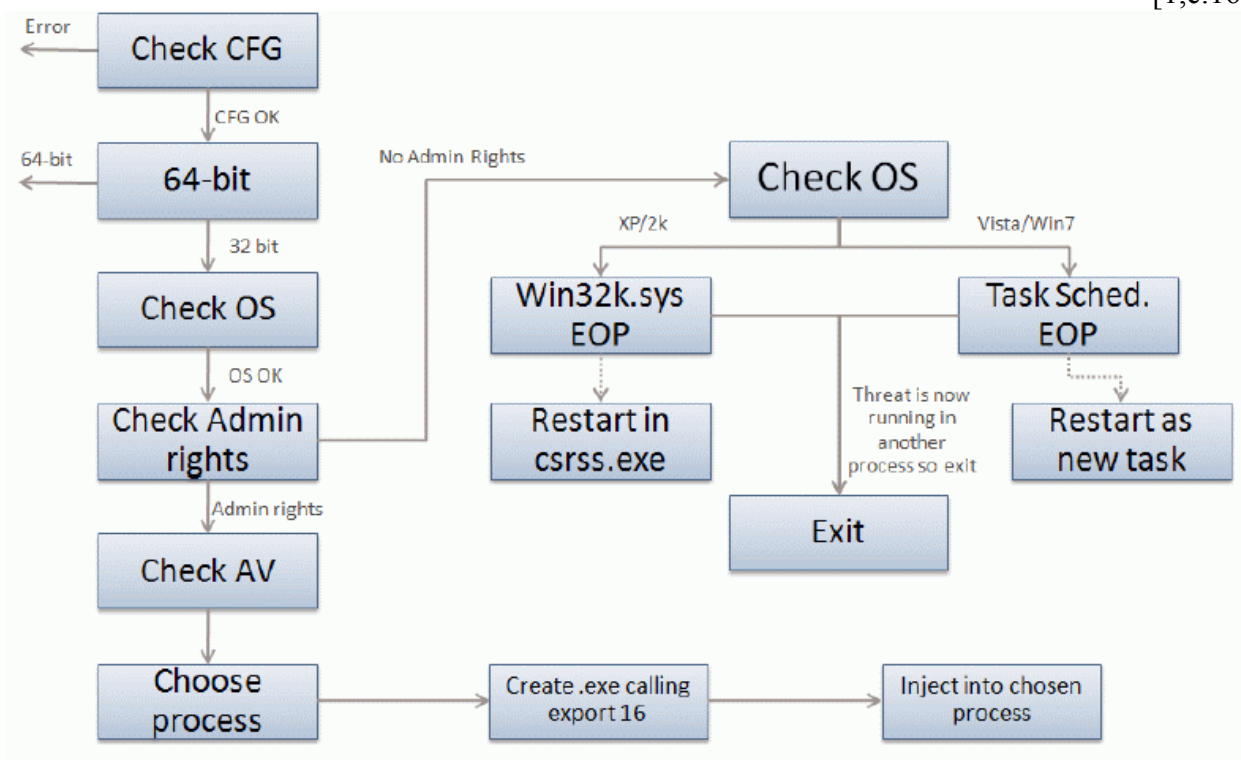 Error
Check CFG
CFG OK
64-bit
64-bit
No Admin Rights
Check OS
32 bit
XP/2k
Vista/Win7
Check OS
Win32k.sys
EOP
Task Sched.
EOP
OS OK
Check Admin
rights
Restart in
csrss.exe
Threat is now
running in
another
process so exit
Restart as
new task
Admin rights
Check AV
Exit
Choose
process
Create .exe calling
export 16
Inject into chosen
process